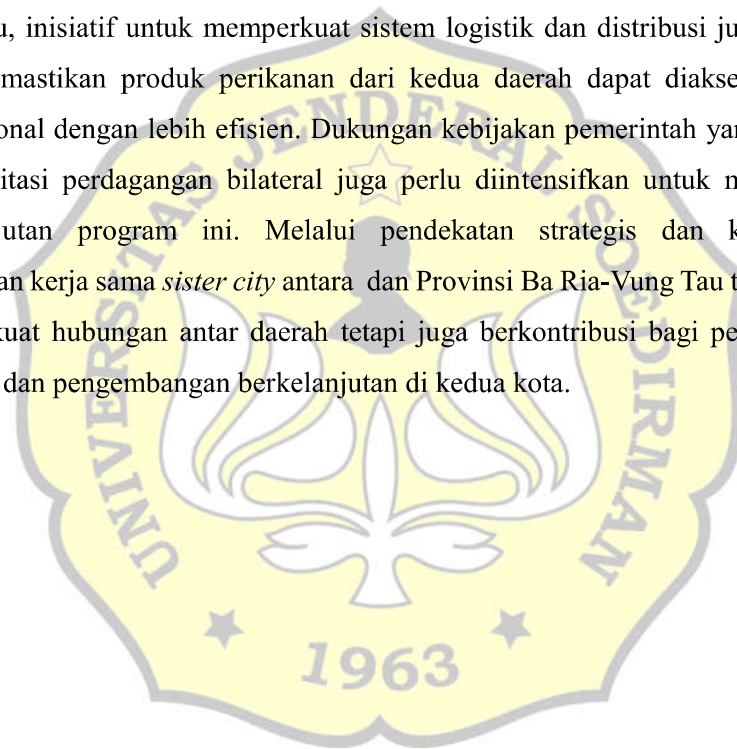 u, inisiatif untuk memperkuat sistem logistik dan distribusi ju
mastikan produk perikanan dari kedua daerah dapat diakse
onal dengan lebih efisien. Dukungan kebijakan pemerintah yan
itasi perdagangan bilateral juga perlu diintensifkan untuk m
utan program ini. Melalui pendekatan strategis dan k
an kerja sama sister city antara  dan Provinsi Ba Ria-Vung Tau t
kuat hubungan antar daerah tetapi juga berkontribusi bagi pe
dan pengembangan berkelanjutan di kedua kota.
UNIVERSITAS JENDERAL SOEDIRMAN
1963